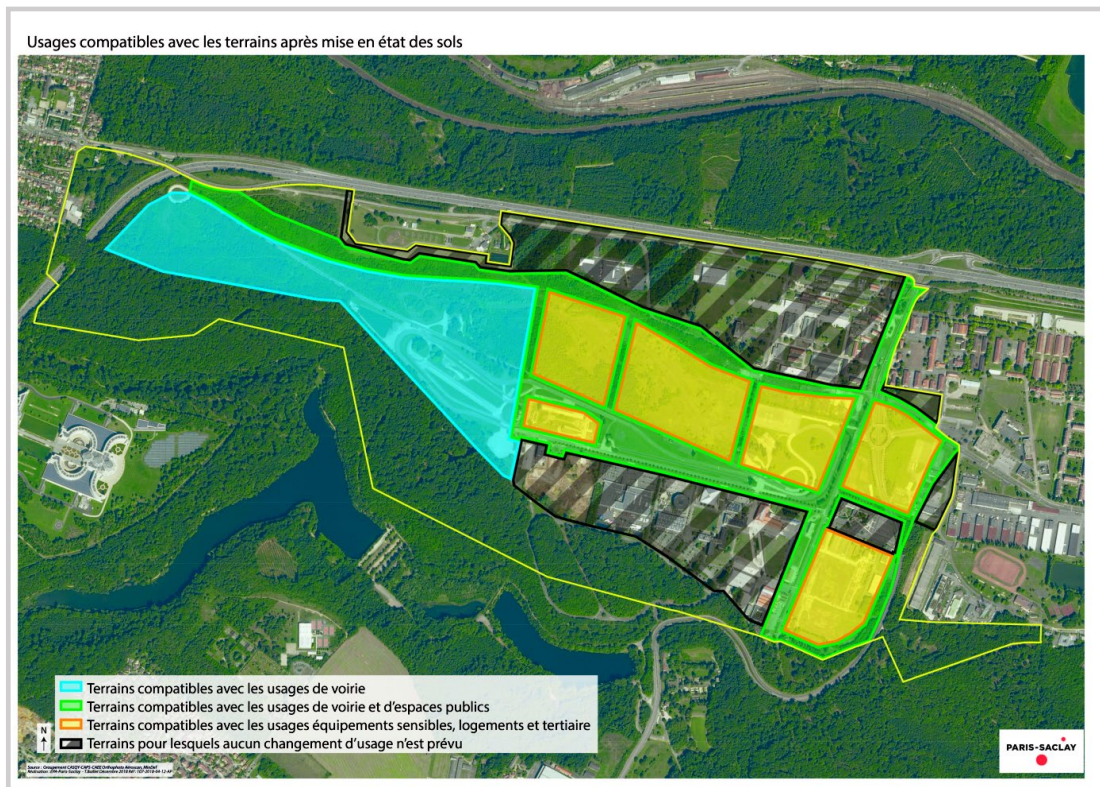 Usages compatibles avec les terrains après mise en état des sols
Terrains compatibles avec les usages de voirie
Terrains compatibles avec les usages de voirie et d'espaces publics
Terrains compatibles avec les usages équipements sensibles, logements et tertiaire
Terrains pour lesquels aucun changement d'usage n'est prévu
N
PARIS-SACLAY